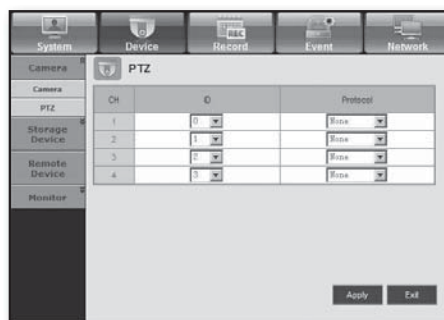 System Device Record Event Network
REC
Camera
Camera
PTZ
Storage
Device
Remote
Device
Monitor
PTZ
CH ID Protocol
1 0 None
2 1 None
3 2 None
4 3 None
Apply Exit